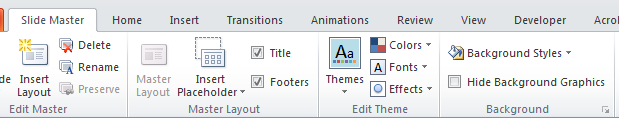 Slide Master Home Insert Transitions Animations Review View Developer Acro
de Insert Layout Delete Rename Preserve
Edit Master
Master Layout Insert Placeholder Title Footers
Master Layout
Aa Themes Colors A Fonts Effects
Edit Theme
Background Styles
Hide Background Graphics
Background